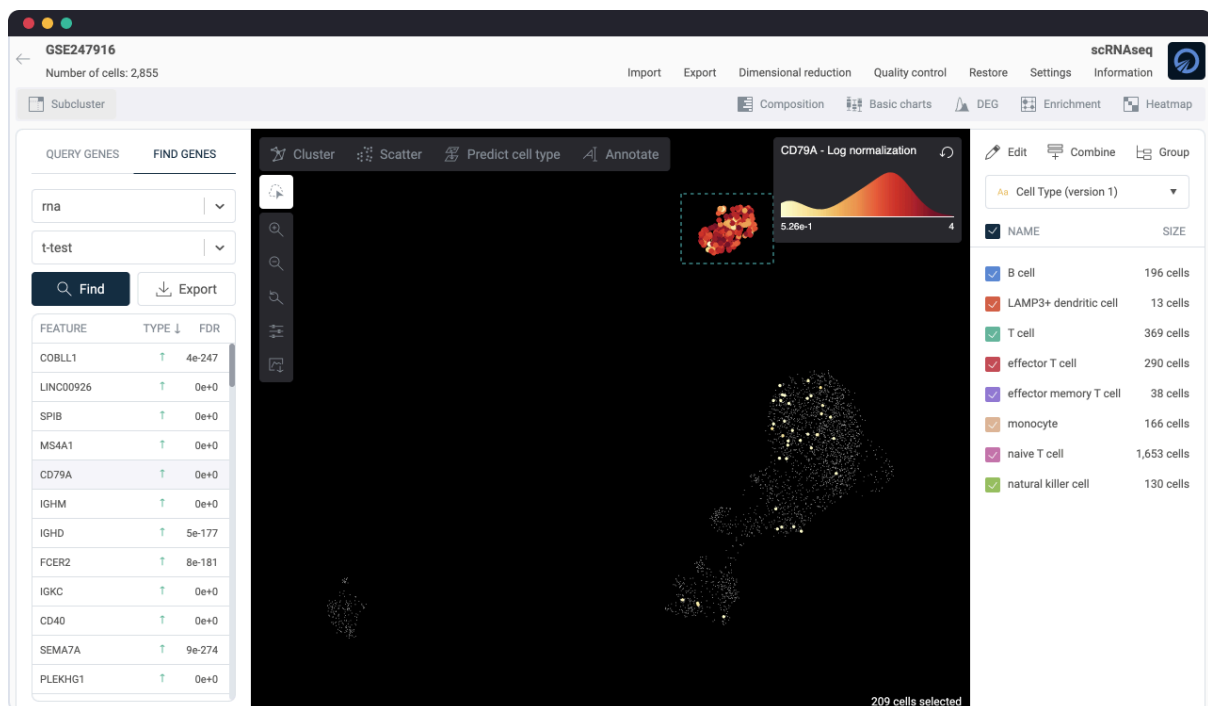 GSE247916
scRNAseq
Number of cells: 2,855
Import Export Dimensional reduction Quality control Restore Settings Information
Subcluster
Composition Basic charts DEG Enrichment Heatmap
QUERY GENES FIND GENES
rna
t-test
Find Export
FEATURE TYPE ↓ FDR
COBLL1 ↑ 4e-247
LINC00926 ↑ 0e+0
SPIB ↑ 0e+0
MS4A1 ↑ 0e+0
CD79A ↑ 0e+0
IGHM ↑ 0e+0
IGHD ↑ 5e-177
FCER2 ↑ 8e-181
IGKC ↑ 0e+0
CD40 ↑ 0e+0
SEMA7A ↑ 9e-274
PLEKHG1 ↑ 0e+0
Cluster Scatter Predict cell type Annotate
CD79A - Log normalization
5.26e-1 4
209 cells selected
Edit Combine Group
Aa Cell Type (version 1)
NAME SIZE
B cell 196 cells
LAMP3+ dendritic cell 13 cells
T cell 369 cells
effector T cell 290 cells
effector memory T cell 38 cells
monocyte 166 cells
naive T cell 1,653 cells
natural killer cell 130 cells